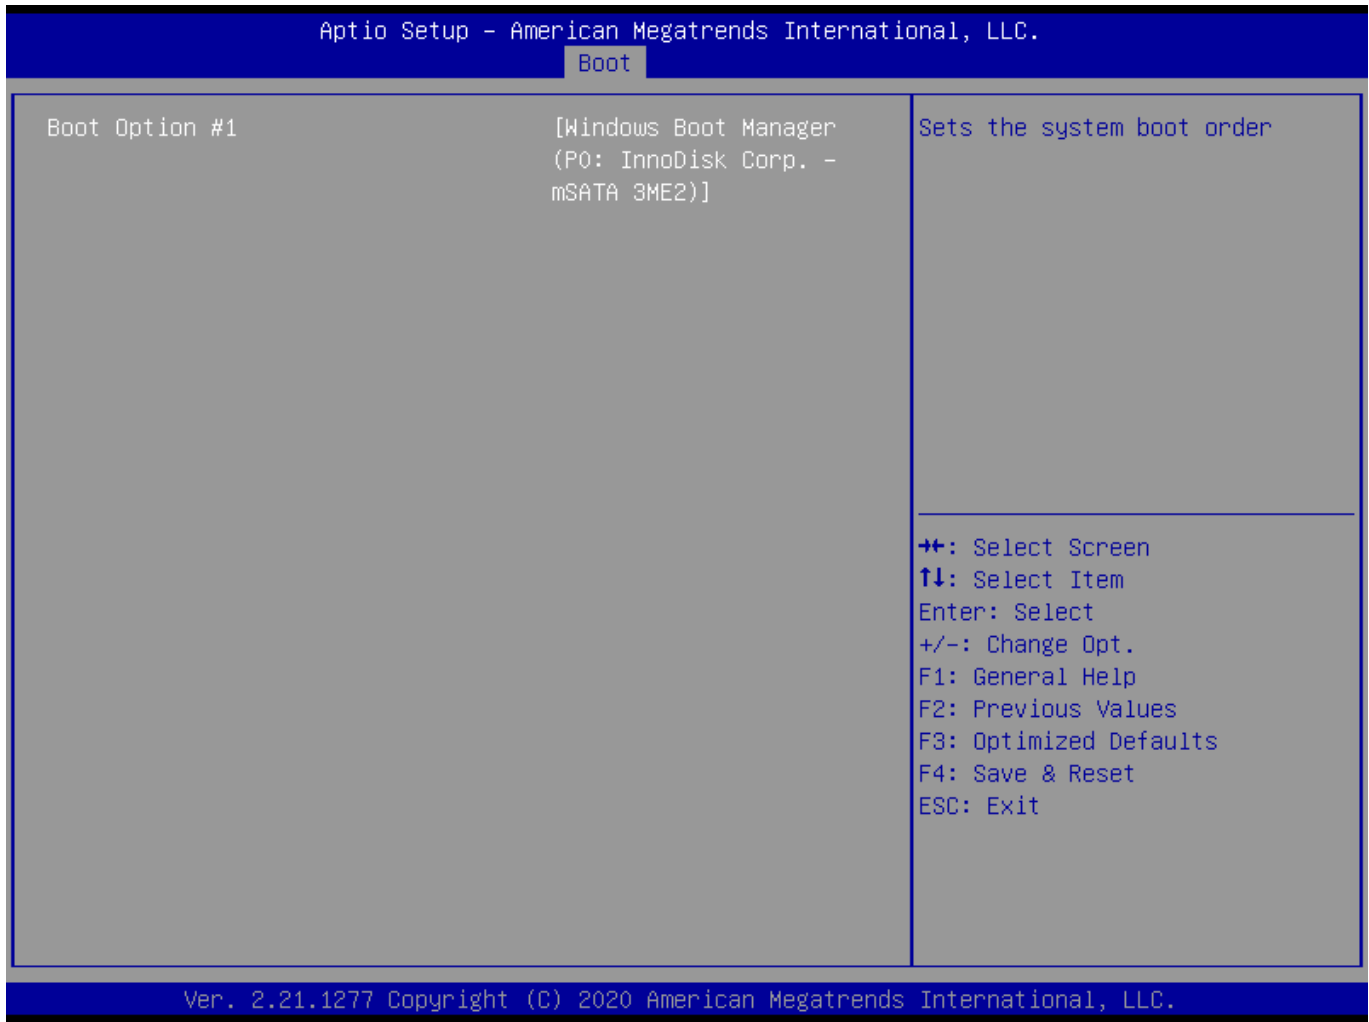 Aptio Setup – American Megatrends International, LLC.
Boot
Boot Option #1 [Windows Boot Manager
(P0: InnoDisk Corp. –
mSATA 3ME2)]
Sets the system boot order
→←: Select Screen
↑↓: Select Item
Enter: Select
+/–: Change Opt.
F1: General Help
F2: Previous Values
F3: Optimized Defaults
F4: Save & Reset
ESC: Exit
Ver. 2.21.1277 Copyright (C) 2020 American Megatrends International, LLC.